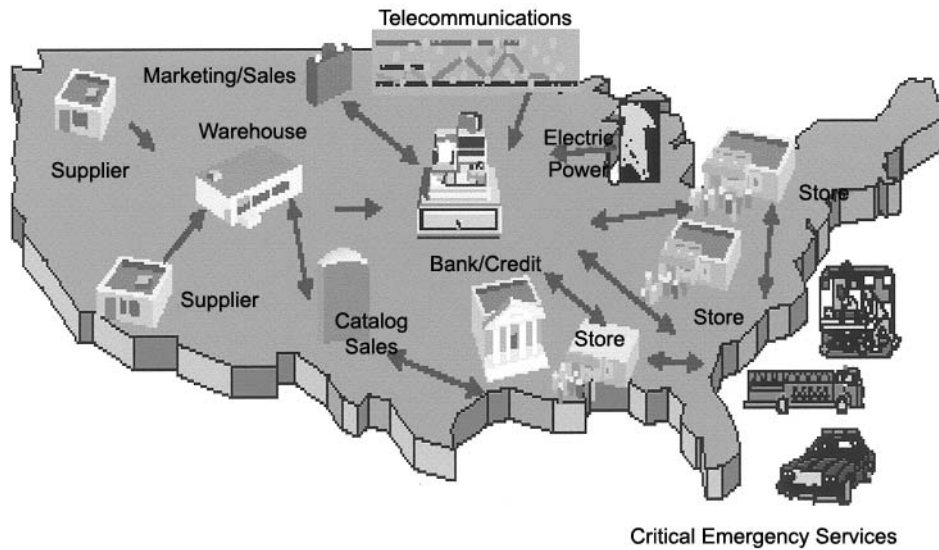 Telecommunications
Marketing/Sales
Warehouse
Electric
Power
Supplier
Store
Bank/Credit
Supplier
Store
Catalog
Sales
Store
Critical Emergency Services